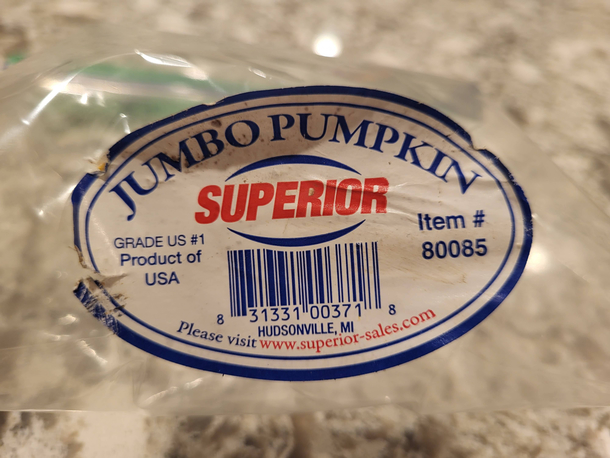 JUMBO PUMPKIN
SUPERIOR
GRADE US #1
Product of
USA
Item #
80085
8 31331 00371 8
HUDSONVILLE, MI
Please visit www.superior-sales.com